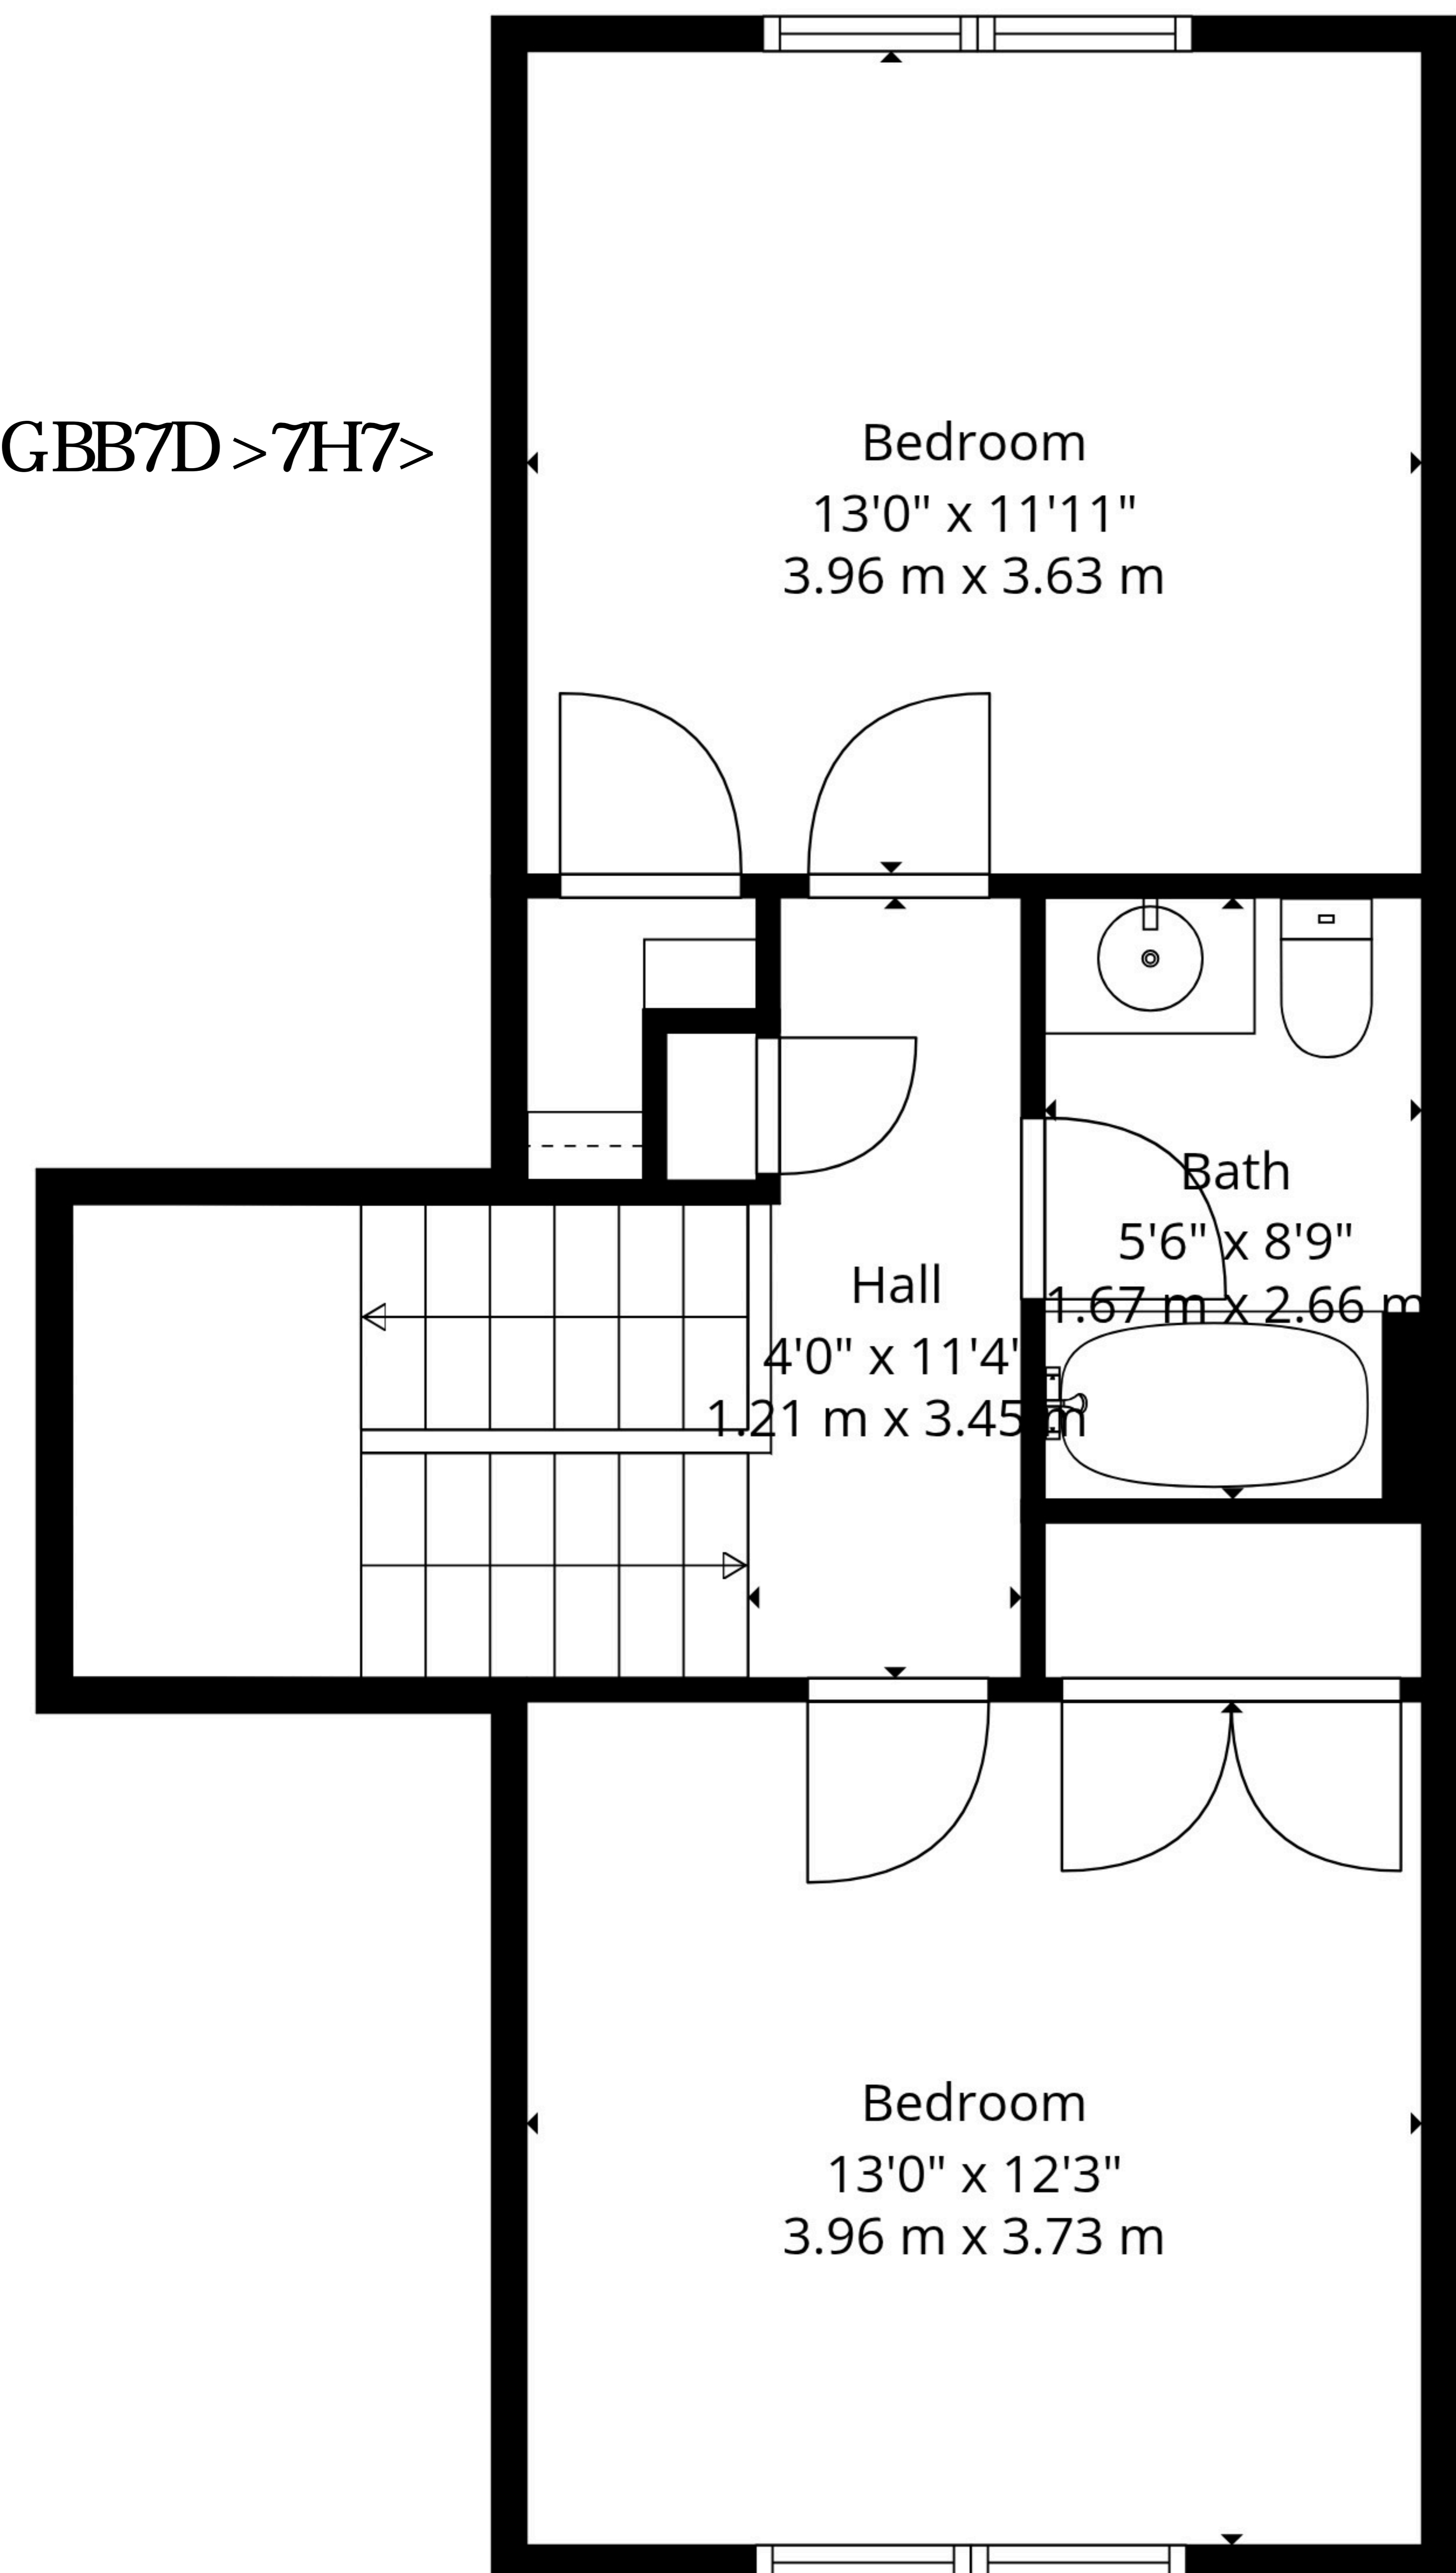 GBB7D >7H7>
Bedroom
13'0" x 11'11"
3.96 m x 3.63 m
Bath
5'6" x 8'9"
1.67 m x 2.66 m
Hall
4'0" x 11'4"
1.21 m x 3.45 m
Bedroom
13'0" x 12'3"
3.96 m x 3.73 m